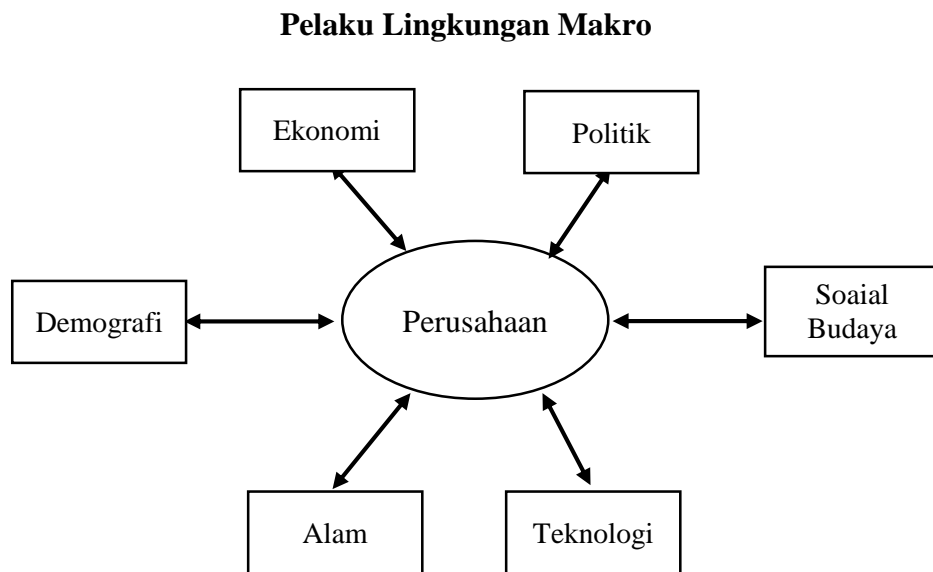 Pelaku Lingkungan Makro
Ekonomi
Politik
Demografi
Perusahaan
Soaial
Budaya
Alam
Teknologi